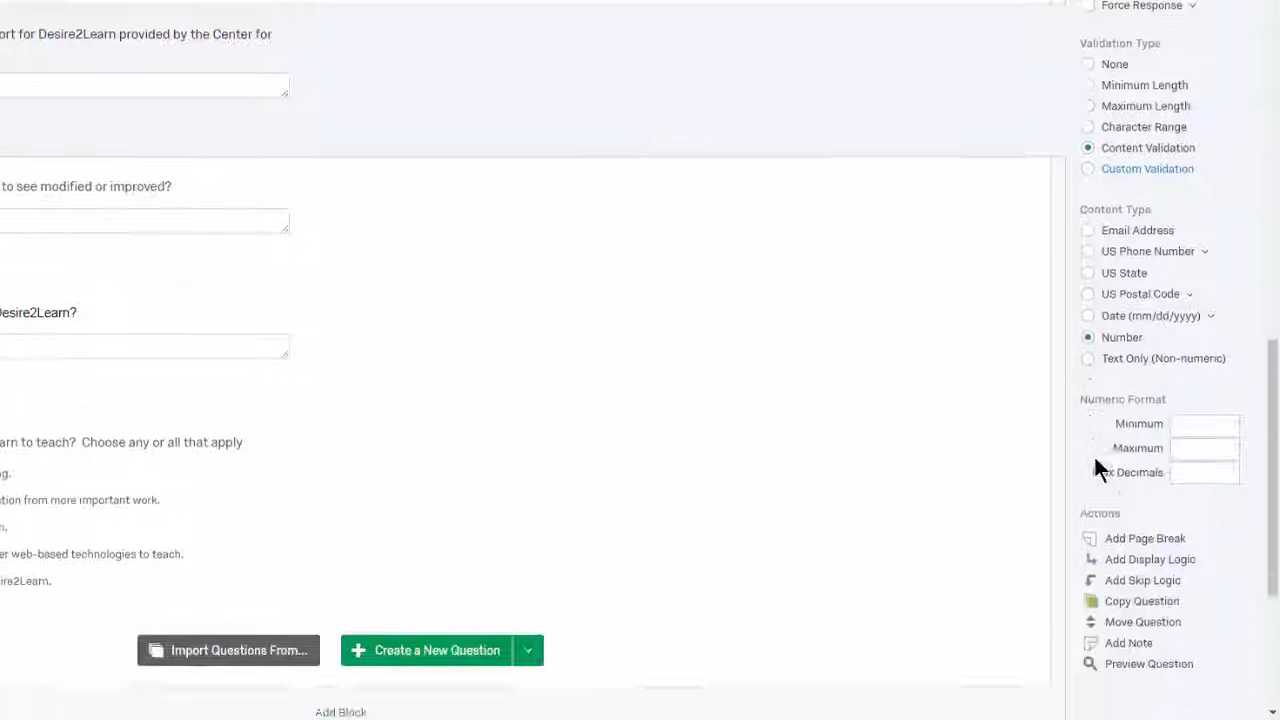 ort for Desire2Learn provided by the Center for
to see modified or improved?
esire2Learn?
arn to teach? Choose any or all that apply
g.
tion from more important work.
n,
er web-based technologies to teach.
ire2Learn.
Import Questions From...
Create a New Question
Add Block
Force Response
Validation Type
None
Minimum Length
Maximum Length
Character Range
Content Validation
Custom Validation
Content Type
Email Address
US Phone Number
US State
US Postal Code
Date (mm/dd/yyyy)
Number
Text Only (Non-numeric)
Numeric Format
Minimum
Maximum
x Decimals
Actions
Add Page Break
Add Display Logic
Add Skip Logic
Copy Question
Move Question
Add Note
Preview Question